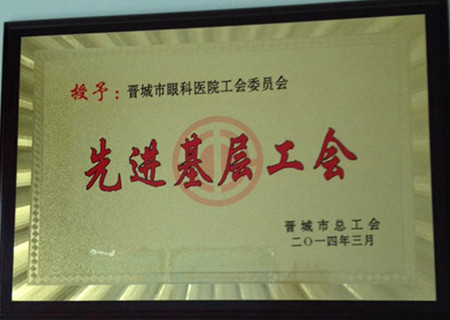 授予：晋城市眼科医院工会委员会
先进基层工会
晋城市总工会
二〇一四年三月